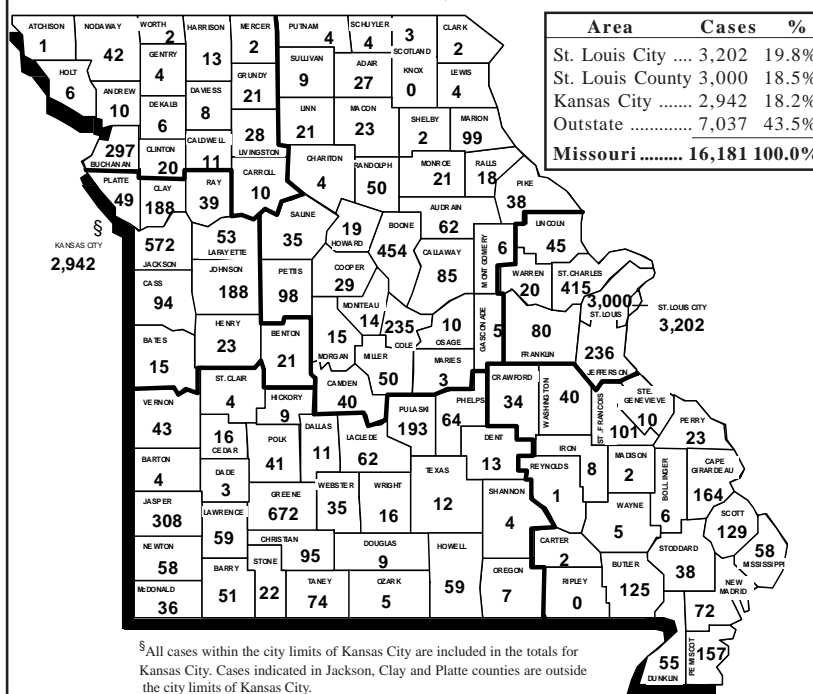 Area Cases %
St. Louis City .... 3,202 19.8%
St. Louis County 3,000 18.5%
Kansas City ....... 2,942 18.2%
Outstate ............. 7,037 43.5%
Missouri ......... 16,181 100.0%
ATCHISON
1
NODAWAY
42
WORTH
2
HARRISON
13
MERCER
2
PUTNAM
4
SCHUYLER
4
3
SCOTLAND
CLARK
2
HOLT
6
GENTRY
4
GRUNDY
21
SULLIVAN
9
ADAIR
27
KNOX
0
LEWIS
4
ANDREW
10
DEKALB
6
DAVIESS
8
28
LIVINGSTON
LINN
21
MACON
23
SHELBY
2
MARION
99
297
BUCHANAN
CLINTON
20
CALDWELL
11
CARROLL
10
CHARITON
4
RANDOLPH
50
MONROE
21
RALLS
18
PIKE
38
PLATTE
49
CLAY
188
RAY
39
SALINE
35
19
HOWARD
BOONE
454
AUDRAIN
62
CALLAWAY
85
MONTGOMERY
6
LINCOLN
45
§
KANSAS CITY
2,942
572
JACKSON
53
LAFAYETTE
PETTIS
98
COOPER
29
MONITEAU
14
WARREN
20
ST.CHARLES
415
3,000
ST.LOUIS
ST.LOUIS CITY
3,202
CASS
94
JOHNSON
188
15
MORGAN
235
COLE
10
OSAGE
GASCONADE
5
80
FRANKLIN
236
JEFFERSON
BATES
15
HENRY
23
BENTON
21
MILLER
50
MARIES
3
CAMDEN
40
VERNON
43
ST.CLAIR
4
HICKORY
9
PULASKI
193
PHELPS
64
CRAWFORD
34
WASHINGTON
40
ST.FRANCOIS
101
STE.
GENEVIEVE
10
PERRY
23
16
CEDAR
POLK
41
DALLAS
11
LACLEDE
62
DENT
13
IRON
8
MADISON
2
BOLLINGER
6
CAPE
GIRARDEAU
164
BARTON
4
DADE
3
GREENE
672
WEBSTER
35
WRIGHT
16
TEXAS
12
REYNOLDS
1
WAYNE
5
SCOTT
129
JASPER
308
LAWRENCE
59
SHANNON
4
CARTER
2
STODDARD
38
58
MISSISSIPPI
NEWTON
58
CHRISTIAN
95
DOUGLAS
9
HOWELL
59
OREGON
7
BUTLER
125
NEW
MADRID
72
McDONALD
36
BARRY
51
STONE
22
TANEY
74
OZARK
5
RIPLEY
0
55
DUNKLIN
PEMISCOT
157
§All cases within the city limits of Kansas City are included in the totals for
Kansas City. Cases indicated in Jackson, Clay and Platte counties are outside
the city limits of Kansas City.